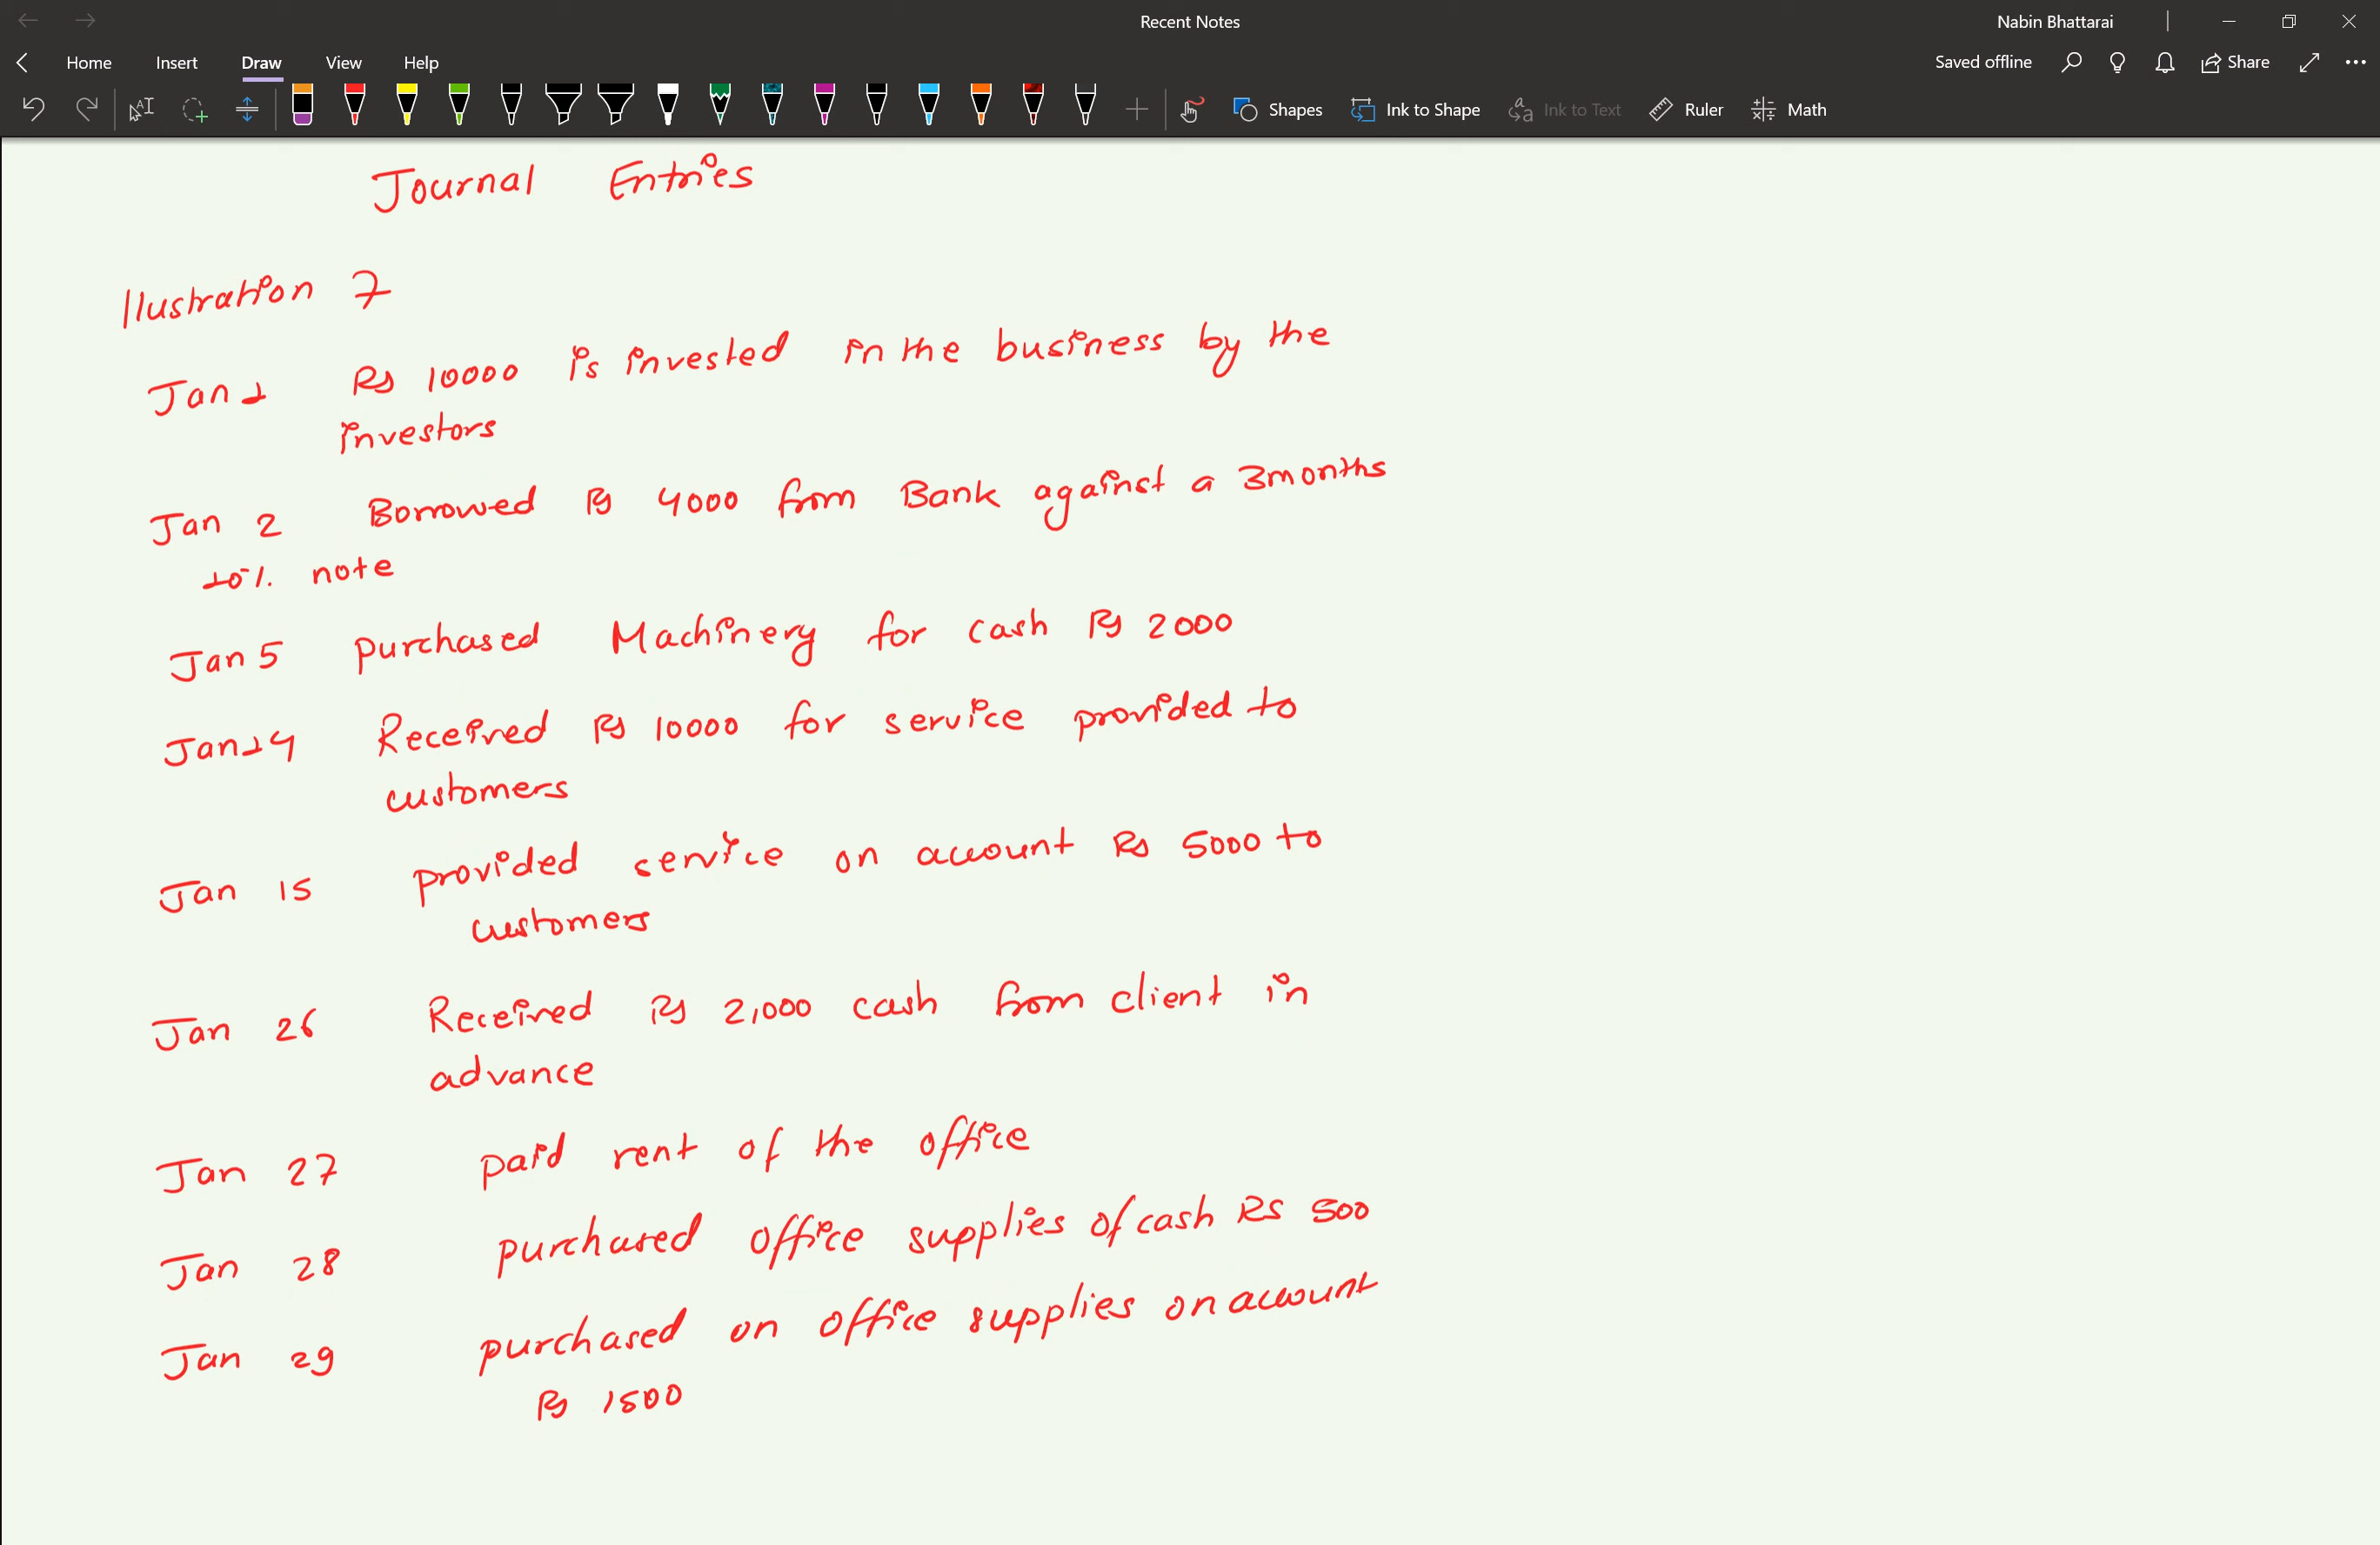 Recent Notes
Nabin Bhattarai
Home Insert Draw View Help
Saved offline
Share
Shapes Ink to Shape Ink to Text Ruler Math
Journal Entries
Ilustration 7
Jan 1 Rs 10000 is invested in the business by the
investors
Jan 2 Borrowed Rs 4000 from Bank against a 3months
10% note
Jan 5 purchased Machinery for cash Rs 2000
Jan 14 Received Rs 10000 for service provided to
customers
Jan 15 provided service on account Rs 5000 to
customers
Jan 26 Received Rs 2,000 cash from client in
advance
Jan 27 paid rent of the office
Jan 28 purchased office supplies of cash RS 500
Jan 29 purchased on office supplies on account
Rs 1500